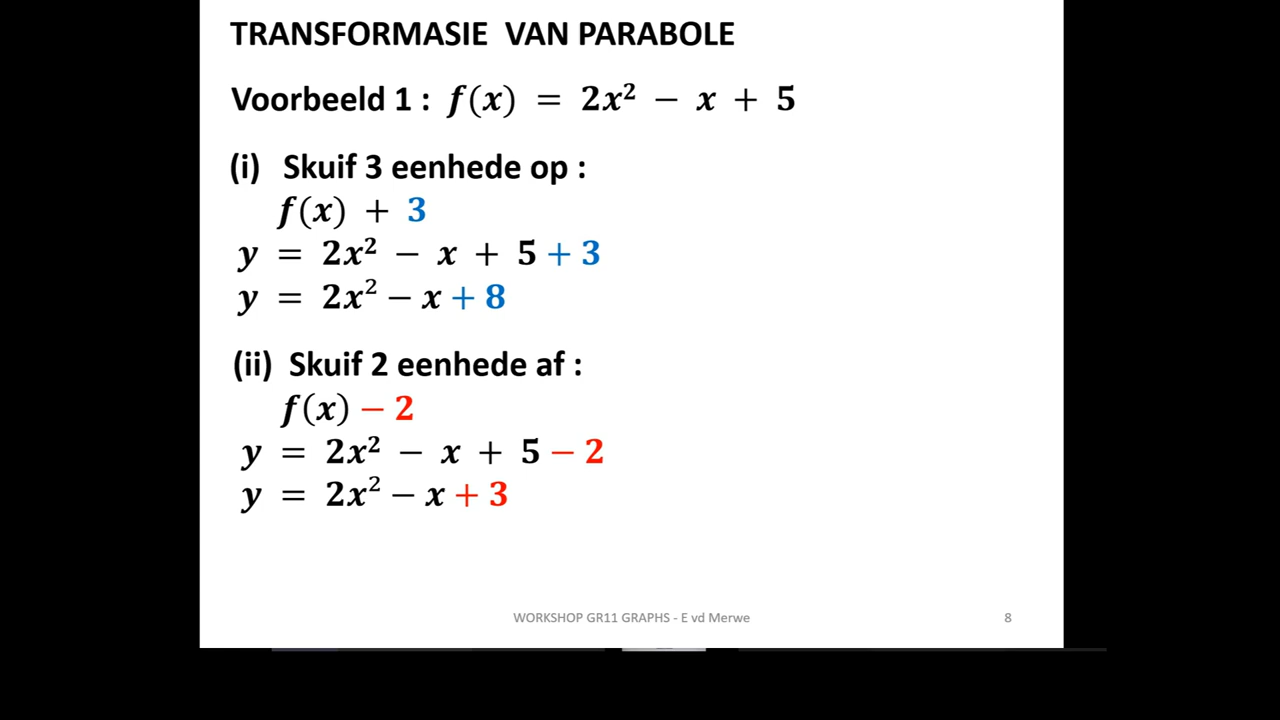 TRANSFORMASIE VAN PARABOLE
Voorbeeld 1 : f(x) = 2x² − x + 5
(i) Skuif 3 eenhede op :
f(x) + 3
y = 2x² − x + 5 + 3
y = 2x² − x + 8
(ii) Skuif 2 eenhede af :
f(x) − 2
y = 2x² − x + 5 − 2
y = 2x² − x + 3
WORKSHOP GR11 GRAPHS - E vd Merwe 8